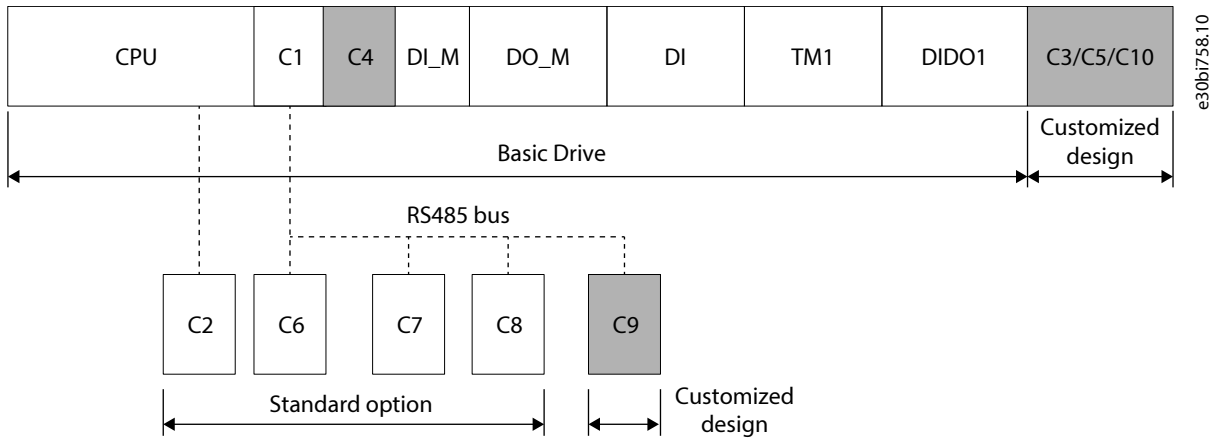 CPU
C1
C4
DI_M
DO_M
DI
TM1
DIDO1
C3/C5/C10
e30bi758.10
Basic Drive
Customized
design
RS485 bus
C2
C6
C7
C8
C9
Standard option
Customized
design